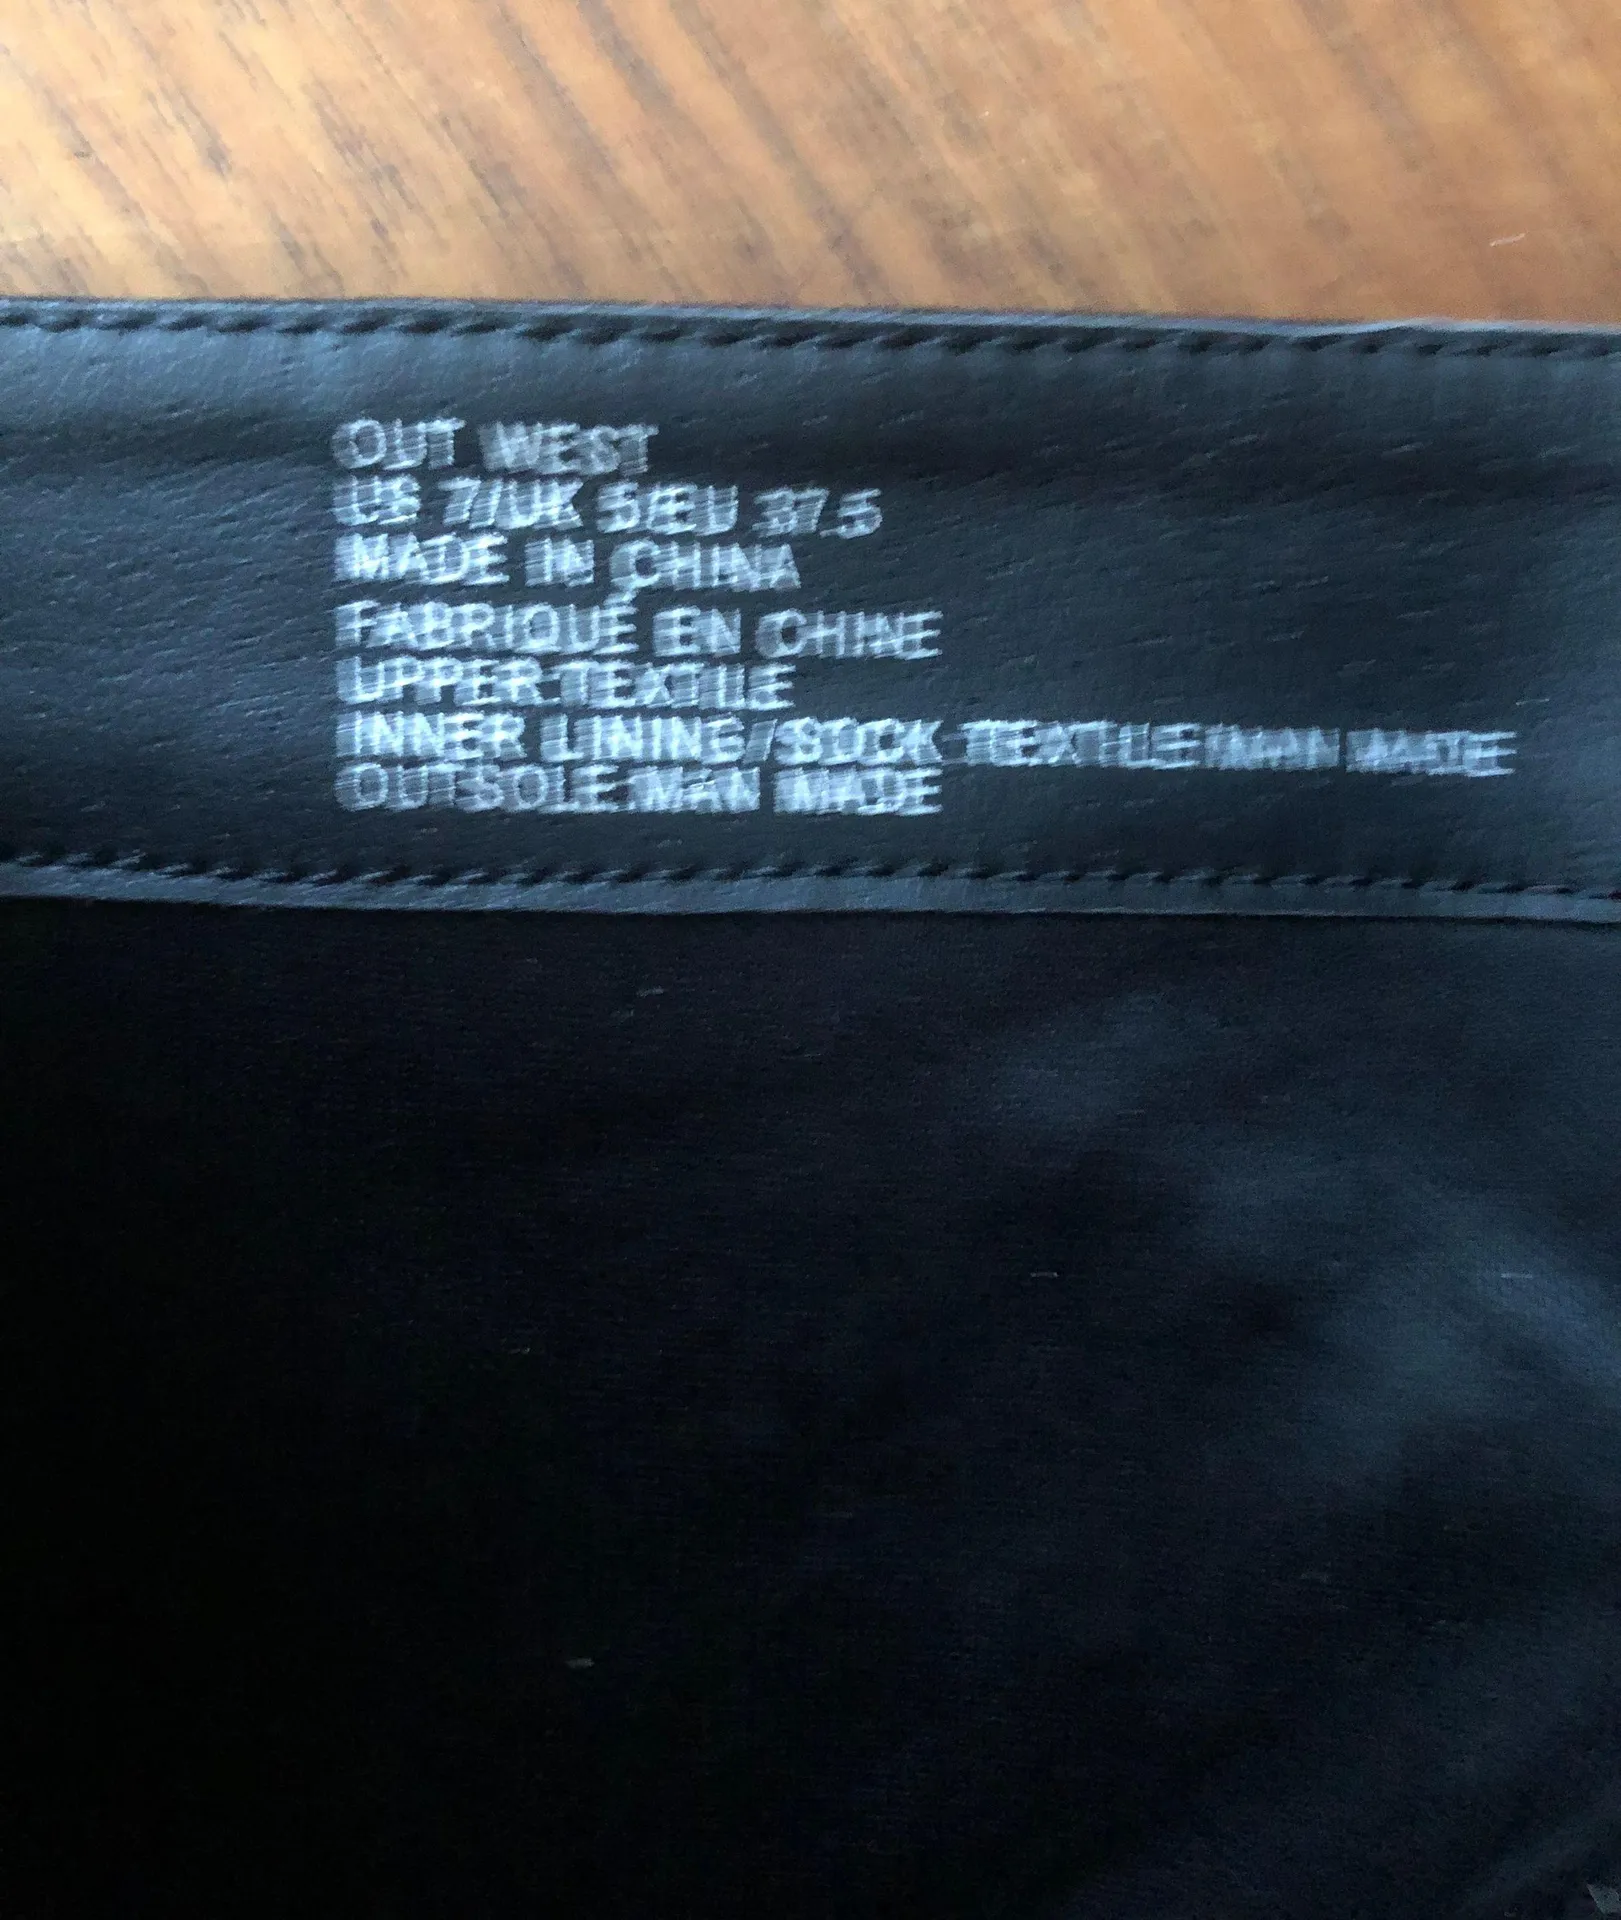 OUT WEST
US 7/UK 5/EU 37.5
MADE IN CHINA
FABRIQUÉ EN CHINE
UPPER:TEXTILE
INNER LINING/SOCK TEXTILE/MAN MADE
OUTSOLE:MAN MADE